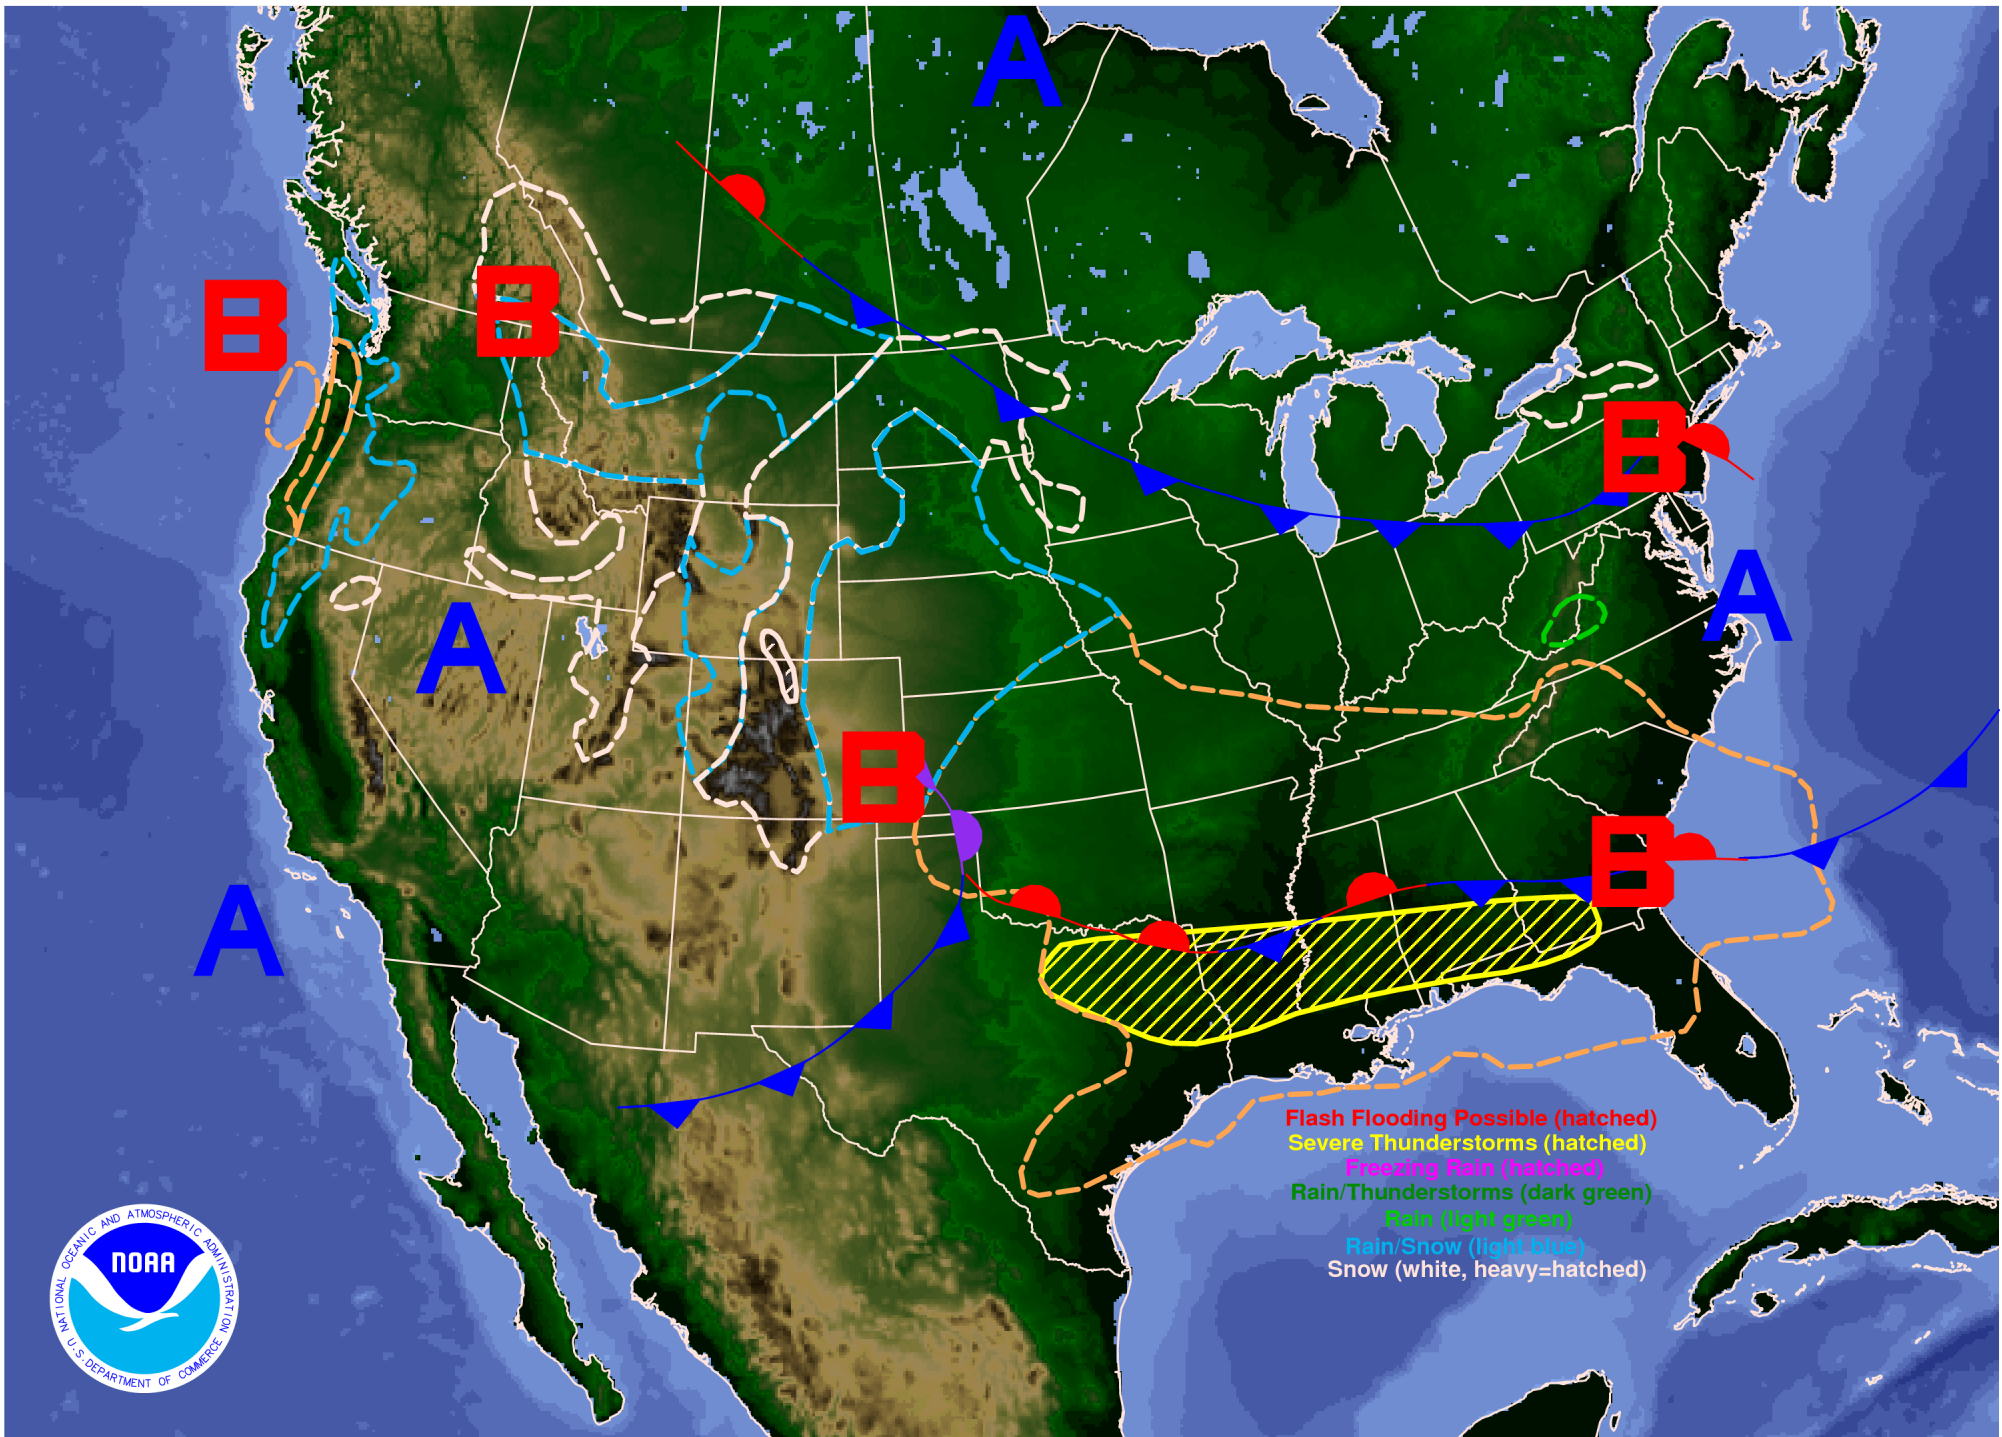 A
B
B
B
A
A
B
B
A
Flash Flooding Possible (hatched)
Severe Thunderstorms (hatched)
Freezing Rain (hatched)
Rain/Thunderstorms (dark green)
Rain (light green)
Rain/Snow (light blue)
Snow (white, heavy=hatched)
NATIONAL OCEANIC AND ATMOSPHERIC ADMINISTRATION
NOAA
U.S. DEPARTMENT OF COMMERCE